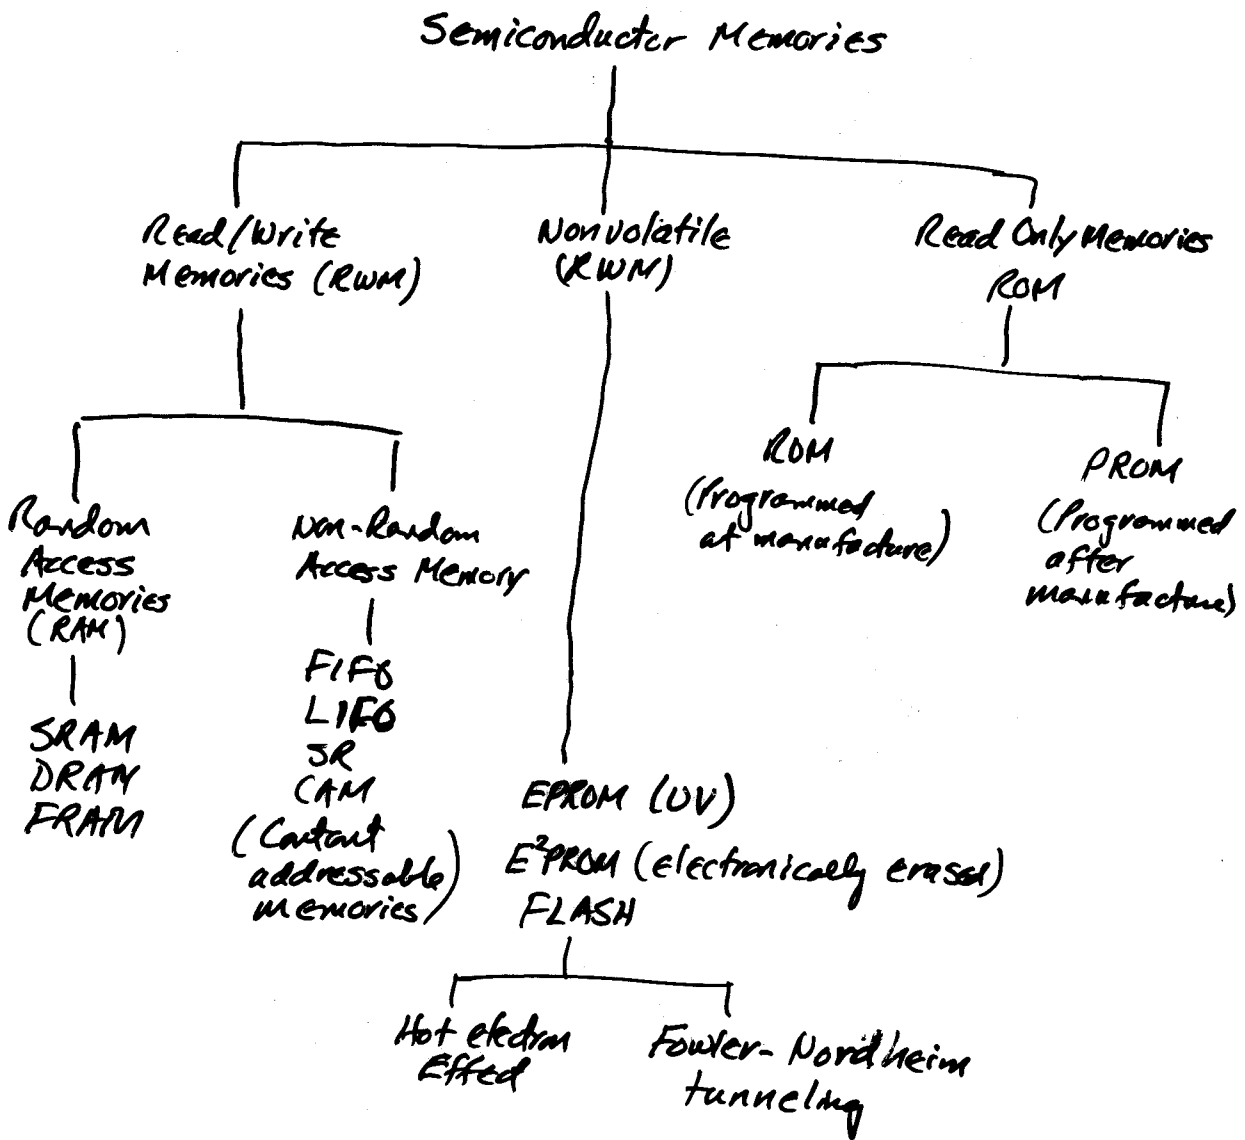 Semiconductor Memories
Read/Write
Memories (RWM)
Nonvolatile
(RWM)
Read Only Memories
ROM
Random
Access
Memories
(RAM)
SRAM
DRAM
FRAM
Non-Random
Access Memory
FIFO
LIFO
SR
CAM
(Content
addressable
memories)
EPROM (UV)
E²PROM (electronically erased)
FLASH
Hot electron
Effect
Fowler-Nordheim
tunneling
ROM
(Programmed
at manufacture)
PROM
(Programmed
after
manufacture)